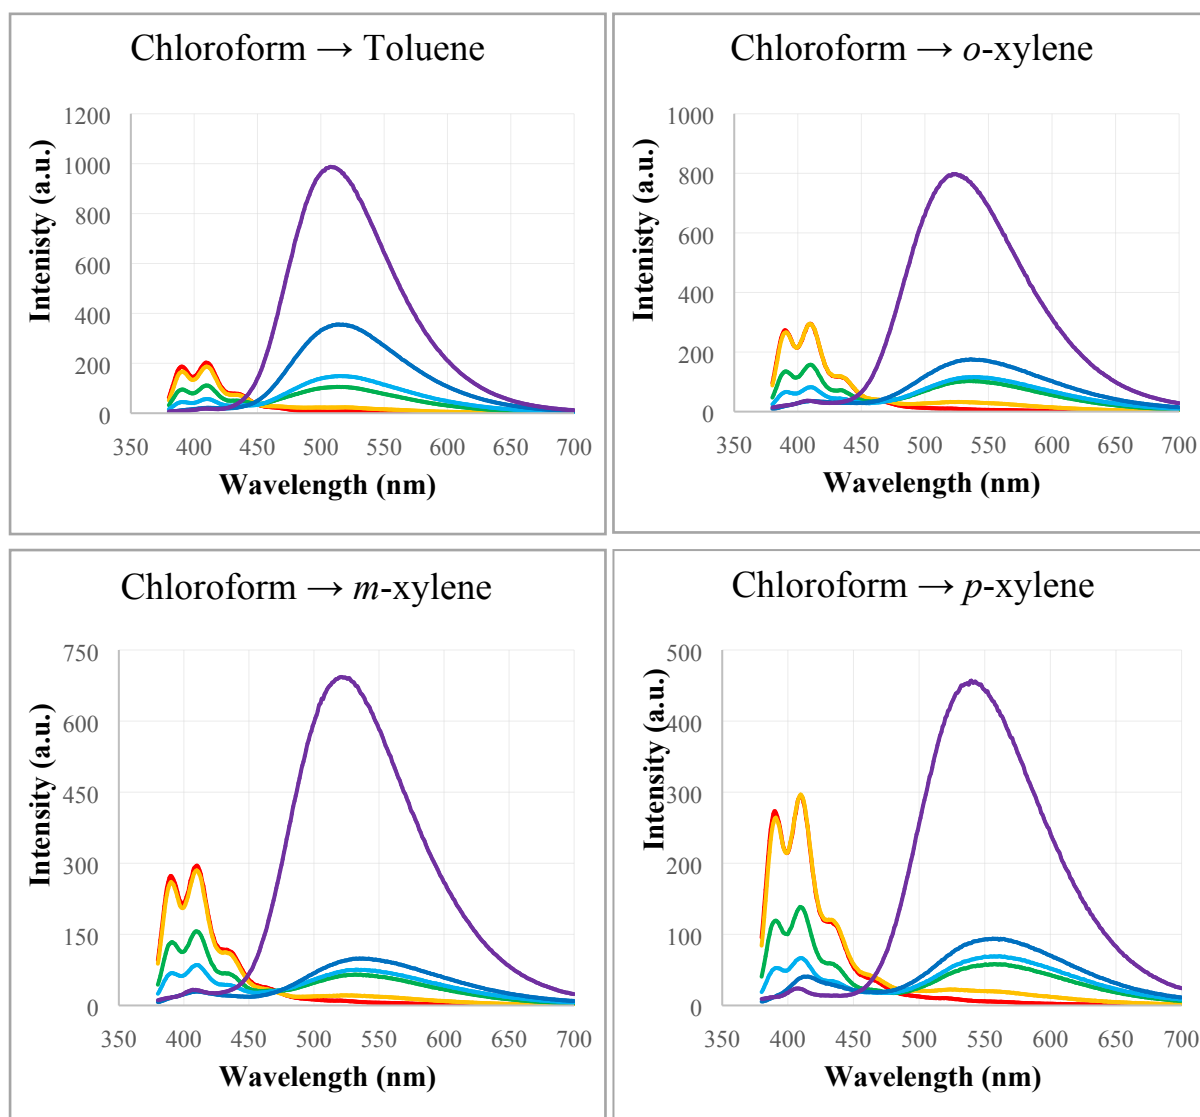 Chloroform → Toluene
1200
1000
800
600
400
200
0
350 400 450 500 550 600 650 700
Intenisty (a.u.)
Wavelength (nm)
Chloroform → o-xylene
1000
800
600
400
200
0
350 400 450 500 550 600 650 700
Intenisty (a.u.)
Wavelength (nm)
Chloroform → m-xylene
750
600
450
300
150
0
350 400 450 500 550 600 650 700
Intensity (a.u.)
Wavelength (nm)
Chloroform → p-xylene
500
400
300
200
100
0
350 400 450 500 550 600 650 700
Intensity (a.u.)
Wavelength (nm)